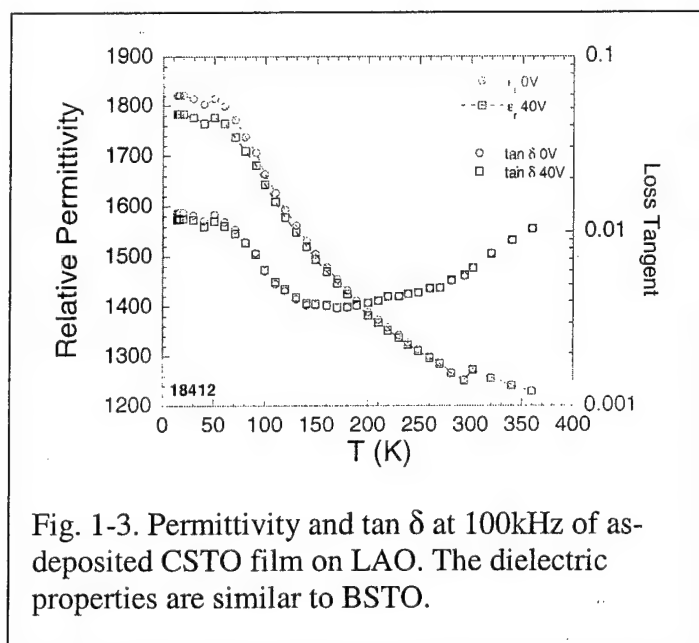 1900
1800
1700
1600
1500
1400
1300
1200
Relative Permittivity
0V
ε_r 40V
tan δ 0V
tan δ 40V
0.1
0.01
0.001
Loss Tangent
18412
0 50 100 150 200 250 300 350 400
T (K)
Fig. 1-3. Permittivity and tan δ at 100kHz of as-
deposited CSTO film on LAO. The dielectric
properties are similar to BSTO.